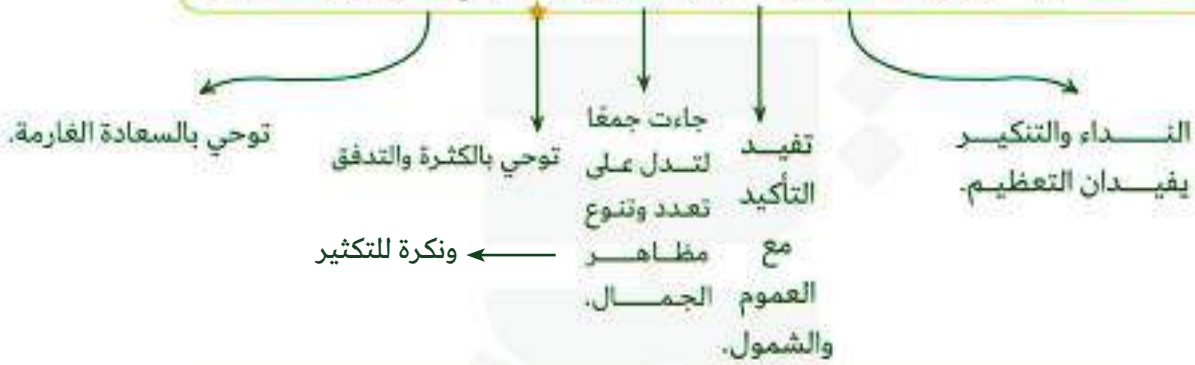 النداء والتنكير
يفيدان التعظيم.
تفيد
التأكيد
مع
العموم
والشمول.
جاءت جمعًا
لتدل على
تعدد وتنوع
مظاهر
الجمال.
ونكرة للتكثير
توحي بالكثرة والتدفق
توحي بالسعادة الغارمة.